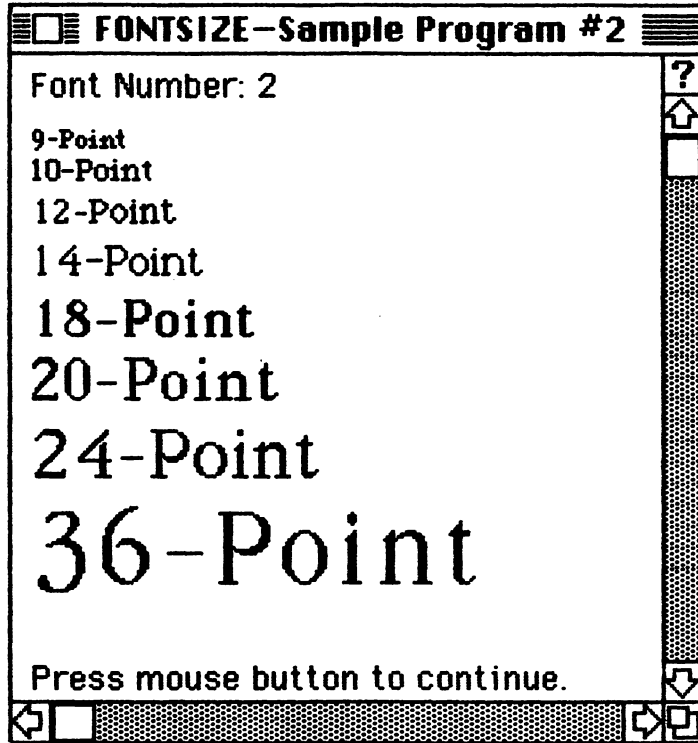 FONTSIZE—Sample Program #2
?
Font Number: 2
9-Point
10-Point
12-Point
14-Point
18-Point
20-Point
24-Point
36-Point
Press mouse button to continue.